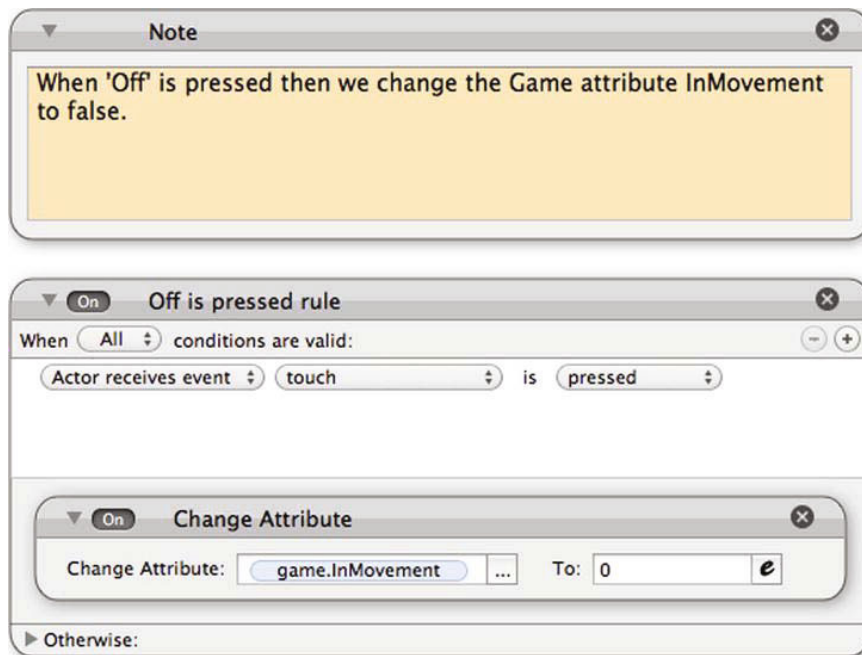 Note
When 'Off' is pressed then we change the Game attribute InMovement
to false.
On Off is pressed rule
When All conditions are valid:
Actor receives event touch is pressed
On Change Attribute
Change Attribute: game.InMovement ... To: 0 e
Otherwise: